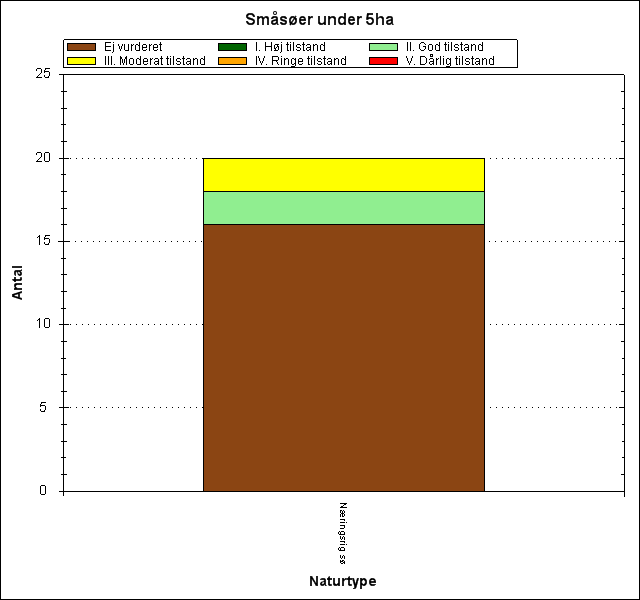 Småsøer under 5ha
Ej vurderet I. Høj tilstand II. God tilstand
III. Moderat tilstand IV. Ringe tilstand V. Dårlig tilstand
25
20
15
10
5
0
Antal
Næringsrig sø
Naturtype